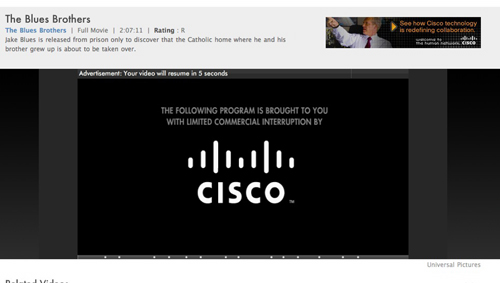 The Blues Brothers
The Blues Brothers | Full Movie | 2:07:11 | Rating : R
Jake Blues is released from prison only to discover that the Catholic home where he and his
brother grew up is about to be taken over.
See how Cisco technology
is redefining collaboration.
welcome to
the human network. CISCO
Advertisement: Your video will resume in 5 seconds
THE FOLLOWING PROGRAM IS BROUGHT TO YOU
WITH LIMITED COMMERCIAL INTERRUPTION BY
CISCO TM
Universal Pictures
Related Videos